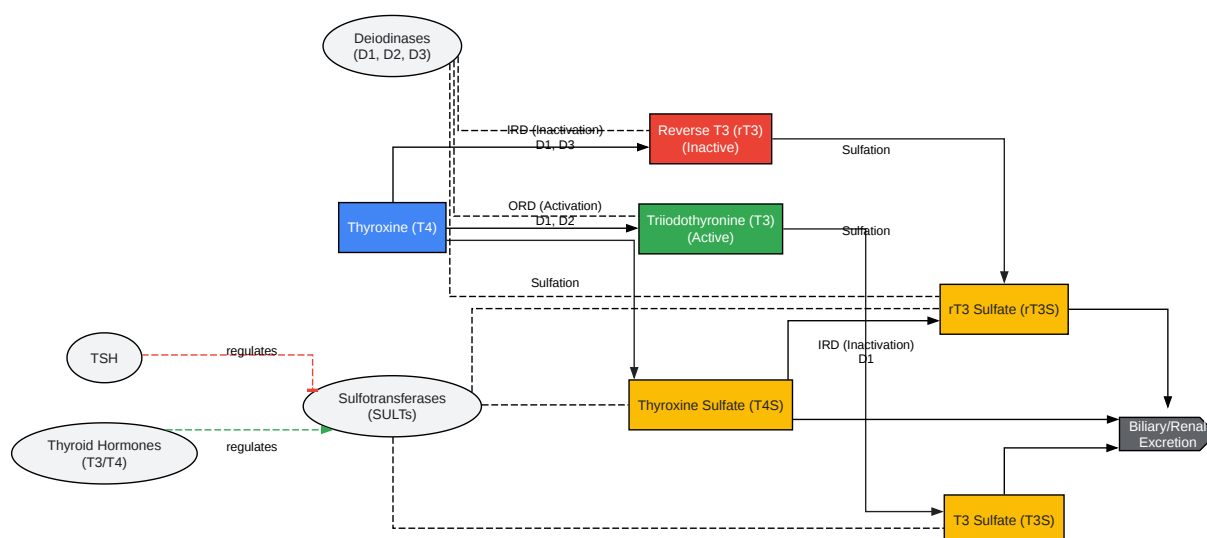 Deiodinases
(D1, D2, D3)
IRD (Inactivation)
D1, D3
Reverse T3 (rT3)
(Inactive)
Sulfation
Thyroxine (T4)
ORD (Activation)
D1, D2
Triiodothyronine (T3)
(Active)
Sulfation
Sulfation
rT3 Sulfate (rT3S)
TSH
regulates
IRD (Inactivation)
D1
Sulfotransferases
(SULTs)
Thyroxine Sulfate (T4S)
Biliary/Renal
Excretion
Thyroid Hormones
(T3/T4)
regulates
T3 Sulfate (T3S)